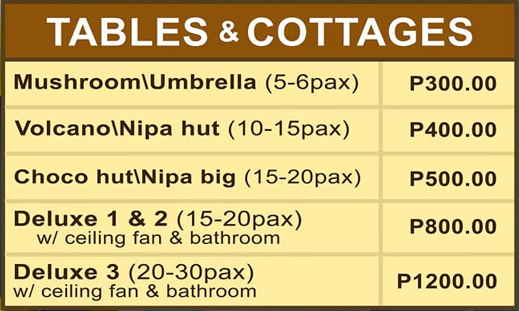 TABLES & COTTAGES
Mushroom\Umbrella (5-6pax) P300.00
Volcano\Nipa hut (10-15pax) P400.00
Choco hut\Nipa big (15-20pax) P500.00
Deluxe 1 & 2 (15-20pax) P800.00
w/ ceiling fan & bathroom
Deluxe 3 (20-30pax) P1200.00
w/ ceiling fan & bathroom